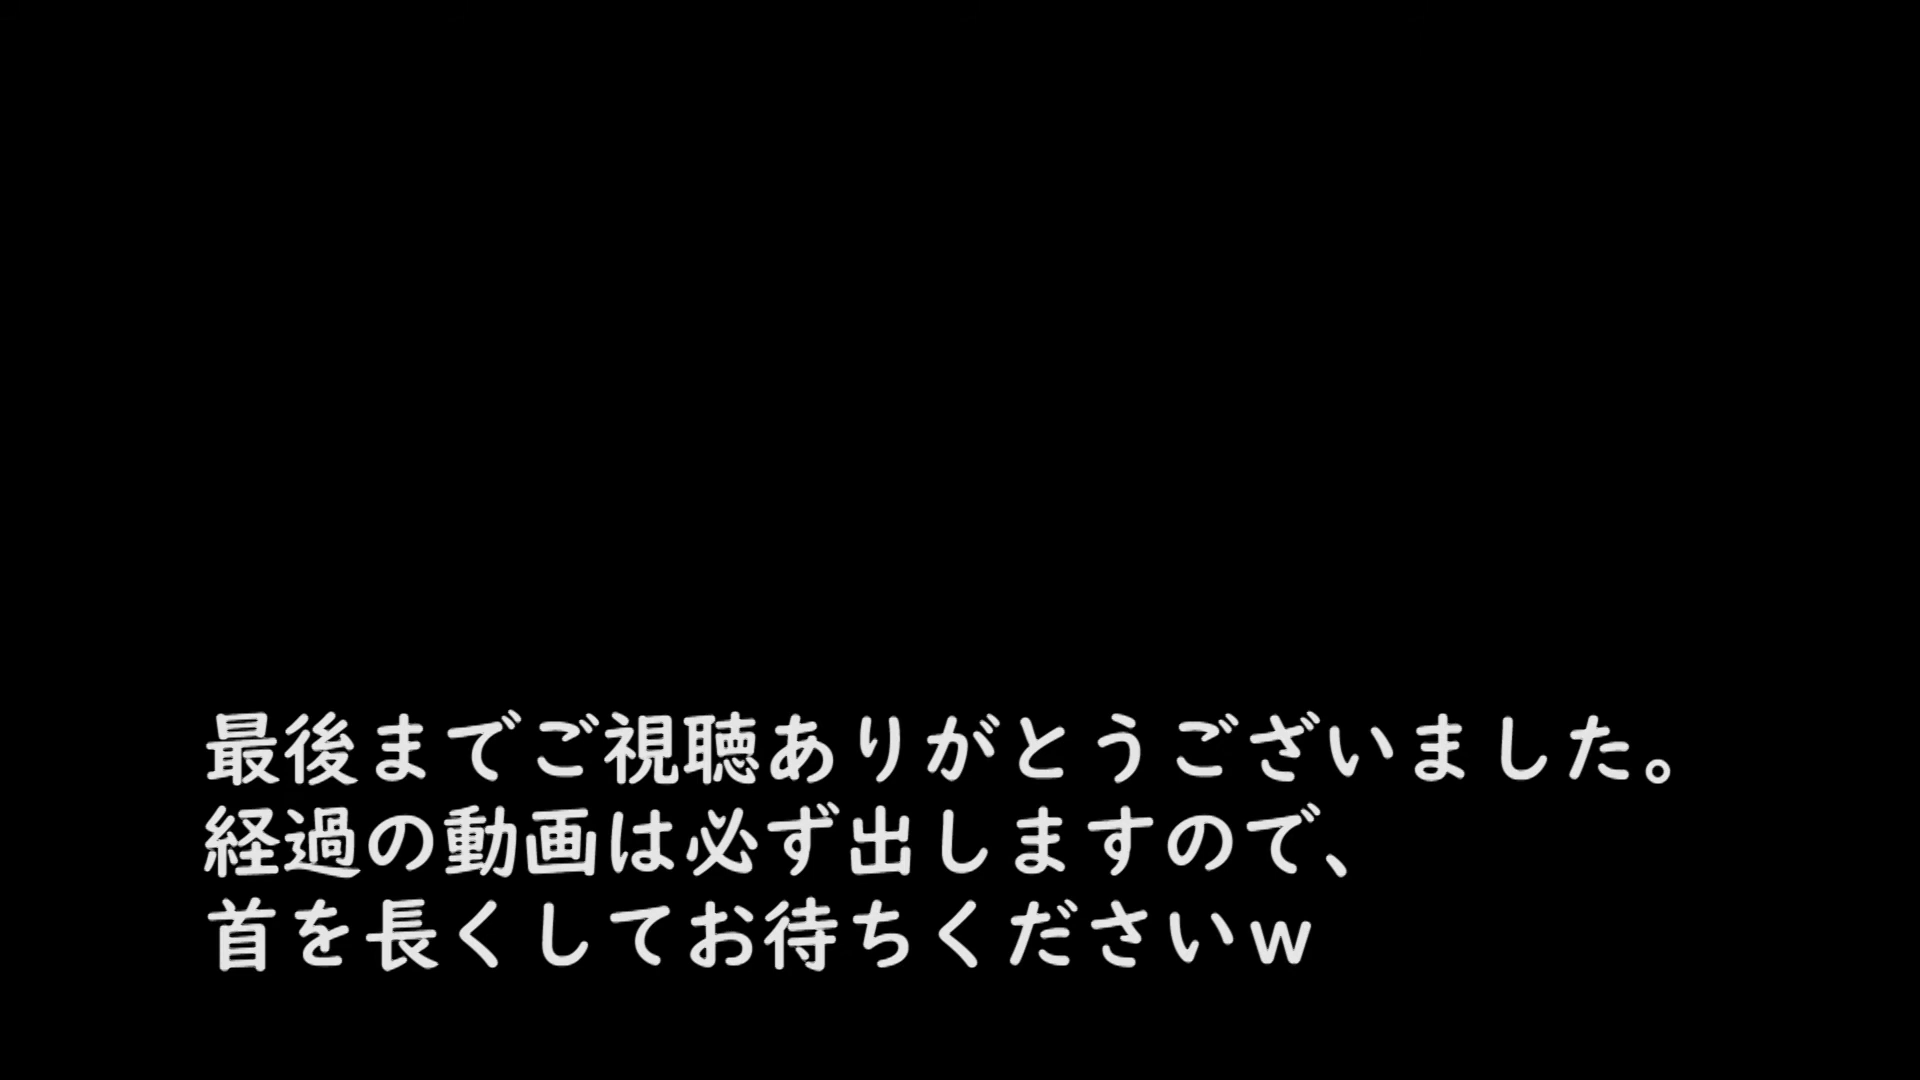 最後までご視聴ありがとうございました。
経過の動画は必ず出しますので、
首を長くしてお待ちくださいｗ